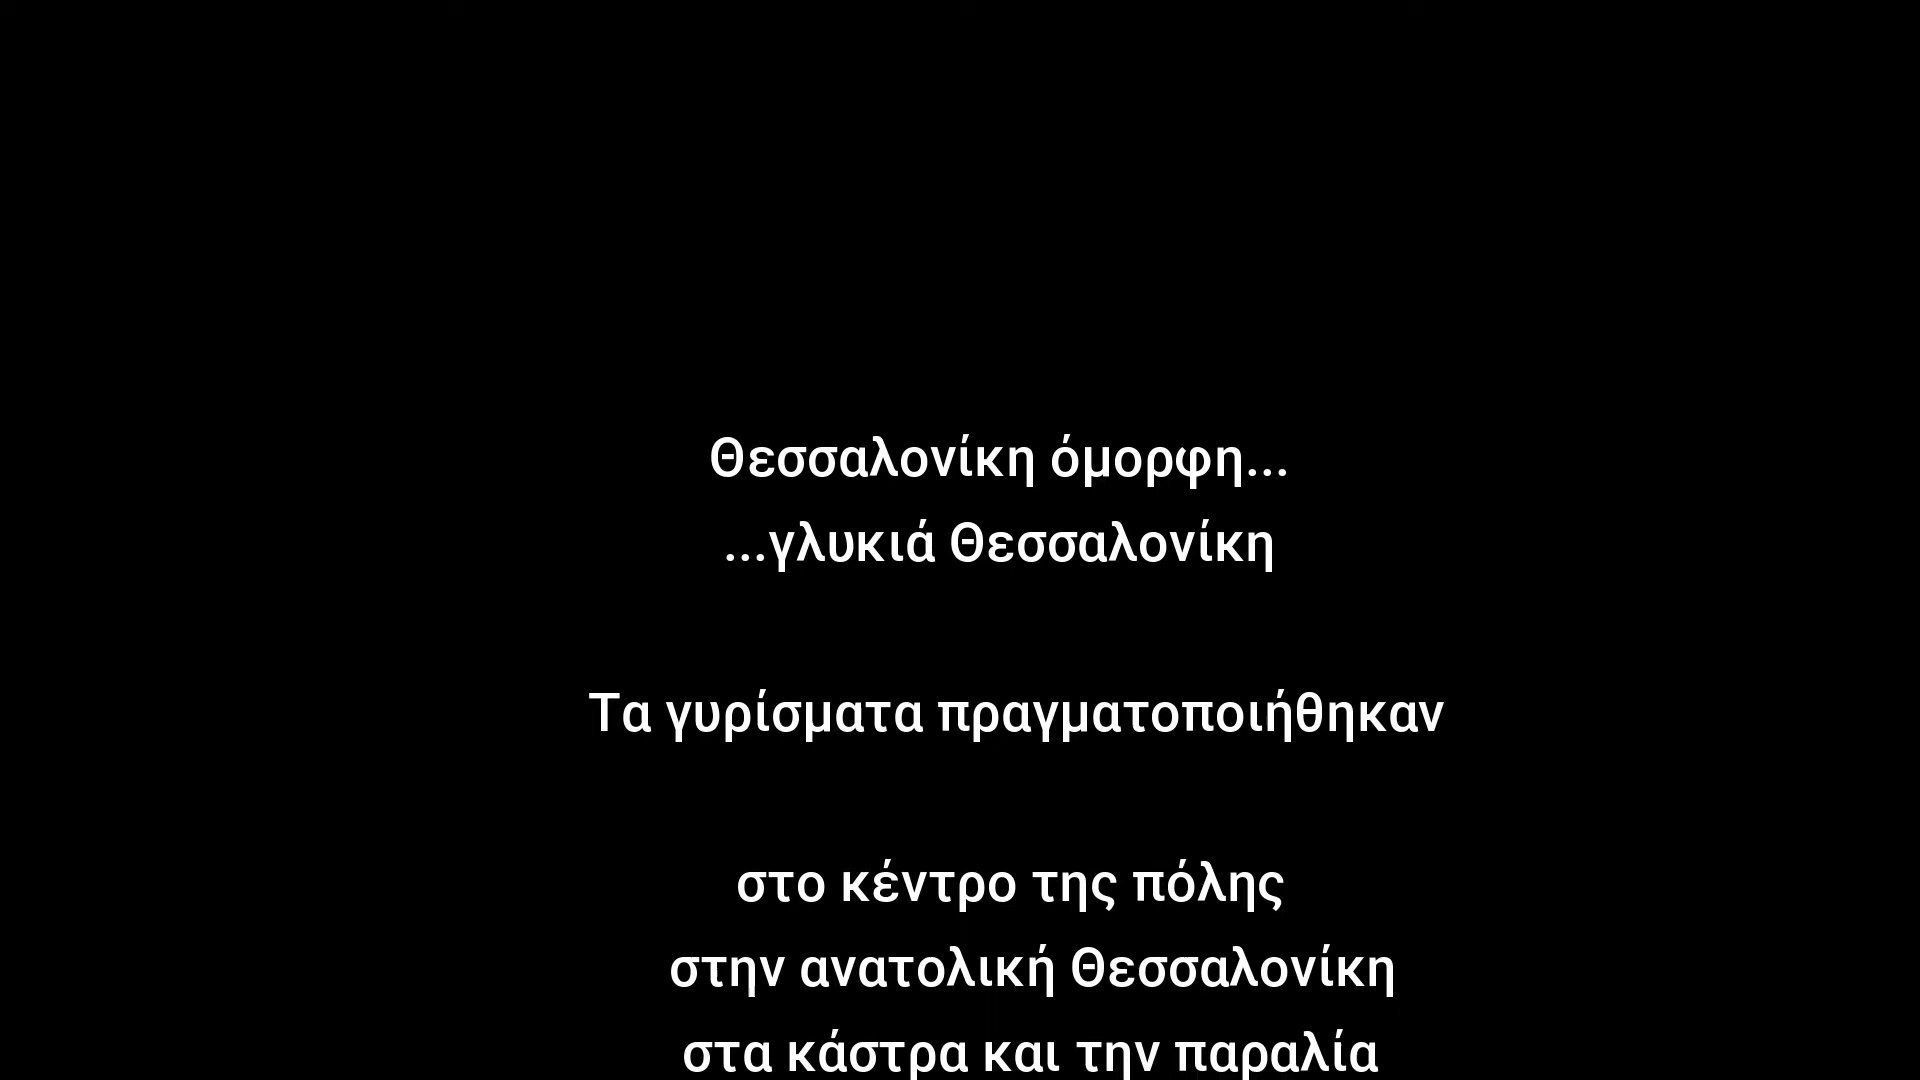 Θεσσαλονίκη όμορφη...
...γλυκιά Θεσσαλονίκη
Τα γυρίσματα πραγματοποιήθηκαν
στο κέντρο της πόλης
στην ανατολική Θεσσαλονίκη
στα κάστρα και την παραλία